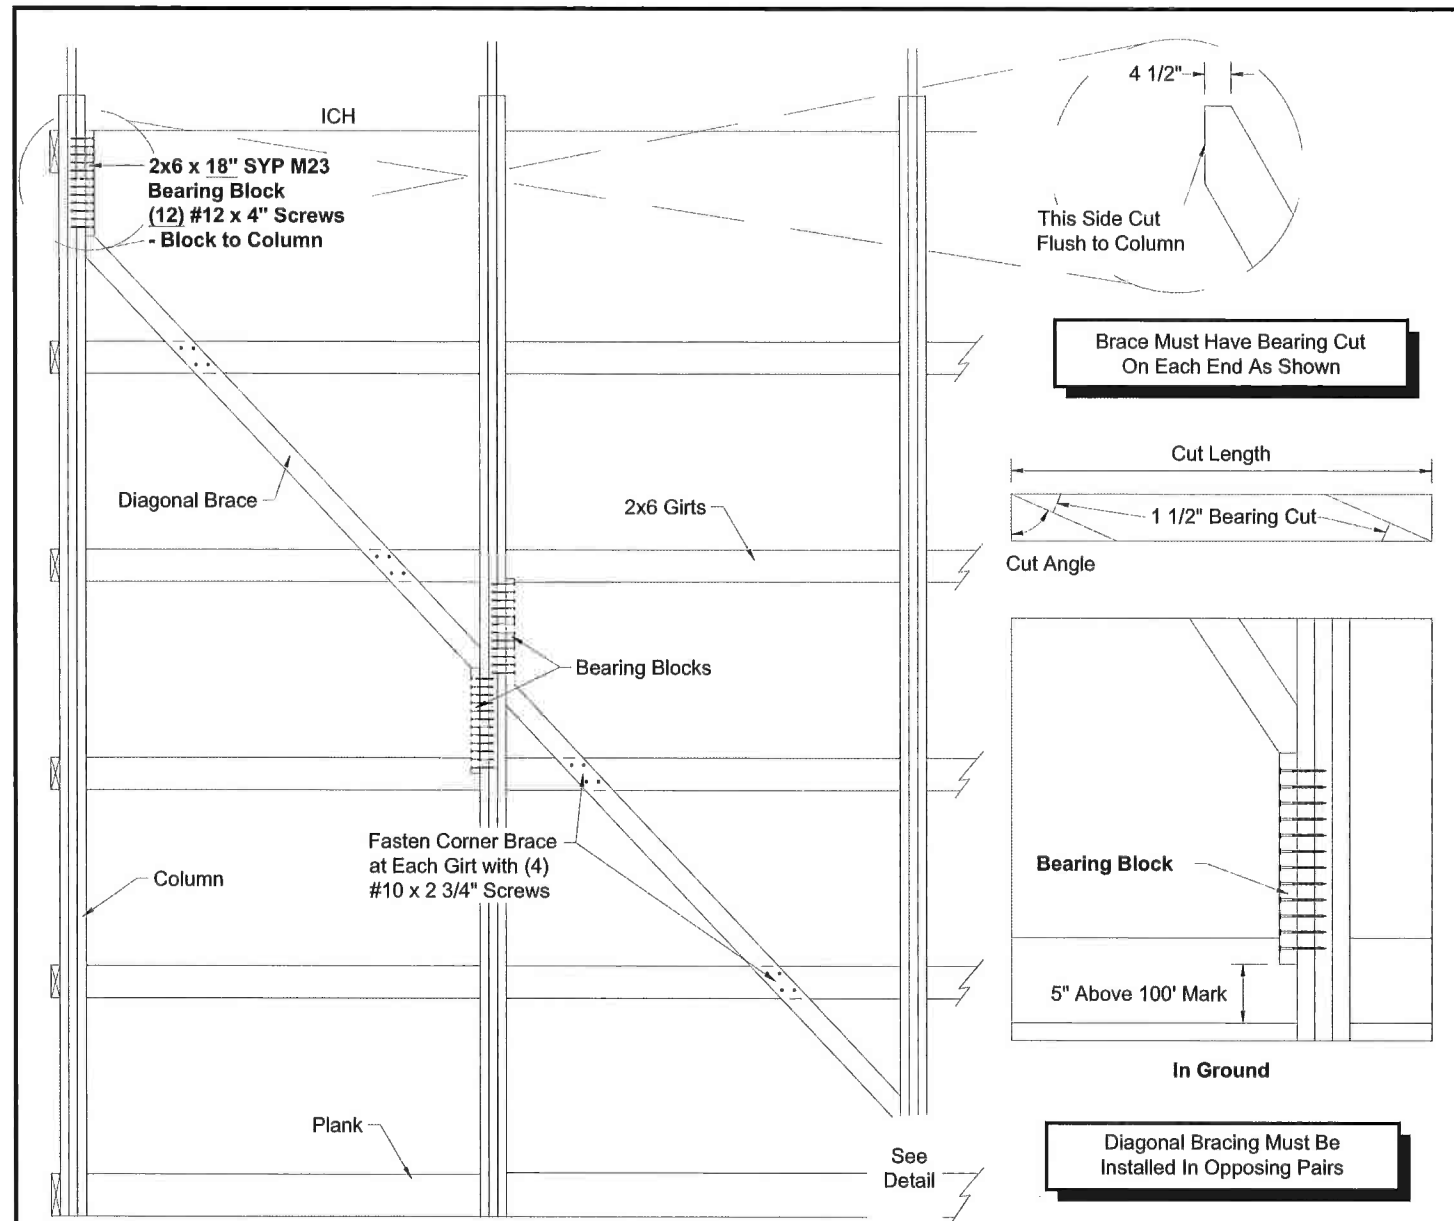 ICH
2x6 x 18" SYP M23
Bearing Block
(12) #12 x 4" Screws
- Block to Column
4 1/2"
This Side Cut
Flush to Column
Brace Must Have Bearing Cut
On Each End As Shown
Diagonal Brace
2x6 Girts
Cut Length
1 1/2" Bearing Cut
Cut Angle
Bearing Blocks
Fasten Corner Brace
at Each Girt with (4)
#10 x 2 3/4" Screws
Column
Bearing Block
5" Above 100' Mark
In Ground
Plank
See
Detail
Diagonal Bracing Must Be
Installed In Opposing Pairs